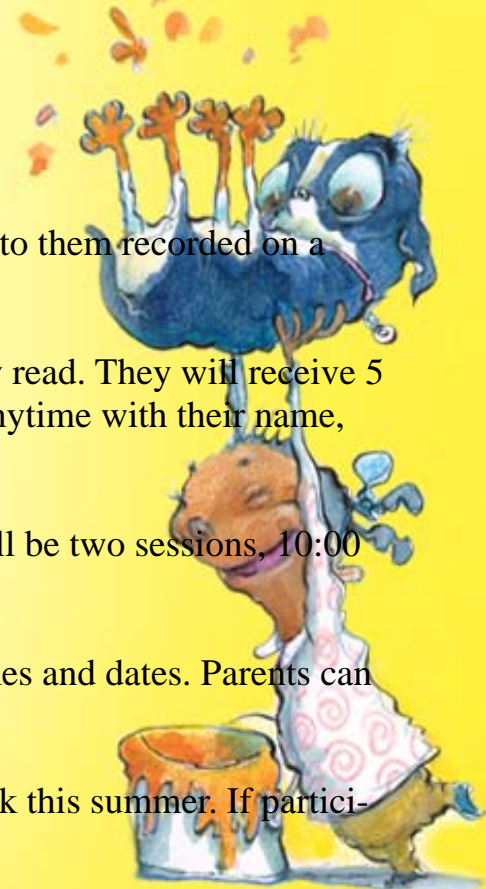 to them recorded on a
read. They will receive 5
anytime with their name,
ll be two sessions, 10:00
es and dates. Parents can
k this summer. If partici-